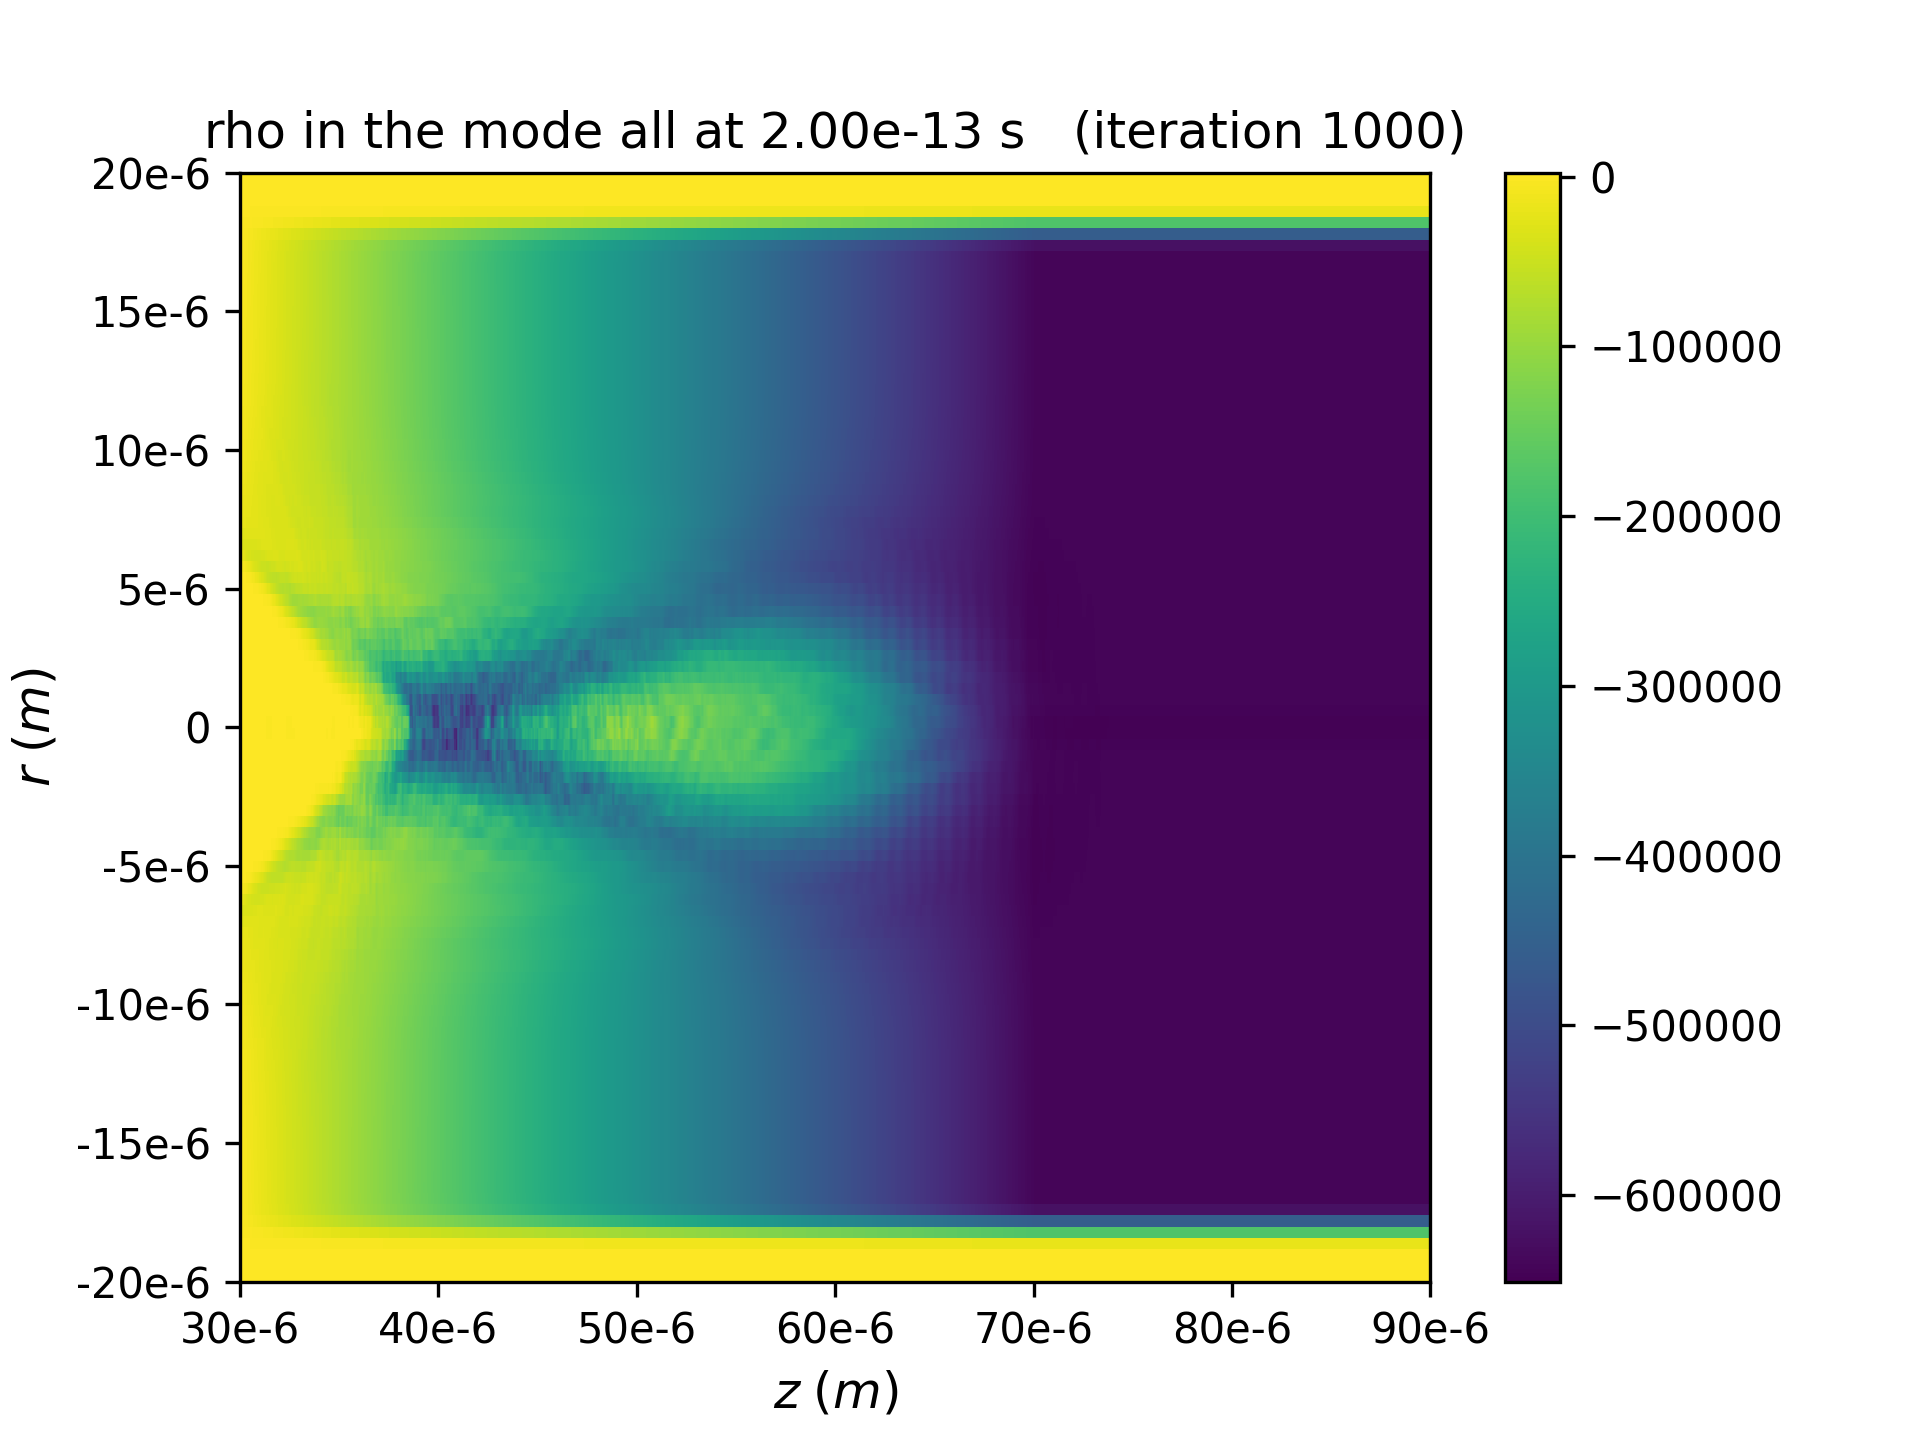 rho in the mode all at 2.00e-13 s   (iteration 1000)
20e-6
15e-6
10e-6
5e-6
0
-5e-6
-10e-6
-15e-6
-20e-6
r (m)
30e-6 40e-6 50e-6 60e-6 70e-6 80e-6 90e-6
z (m)
0
−100000
−200000
−300000
−400000
−500000
−600000